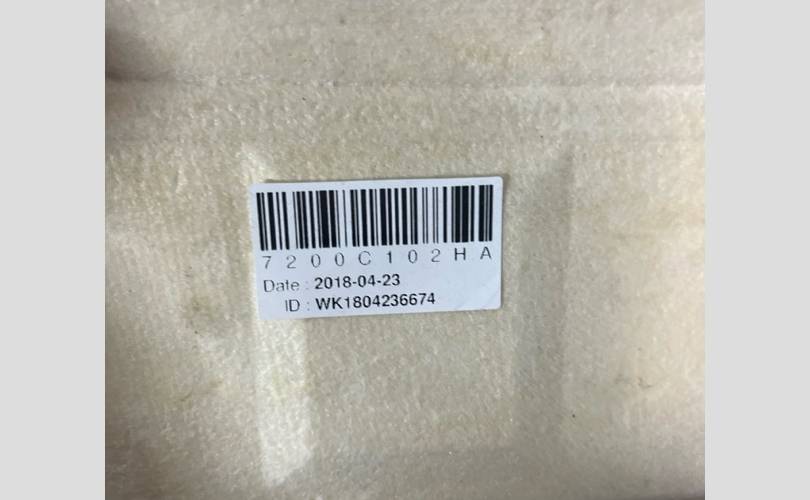 7200C102HA
Date : 2018-04-23
ID : WK1804236674